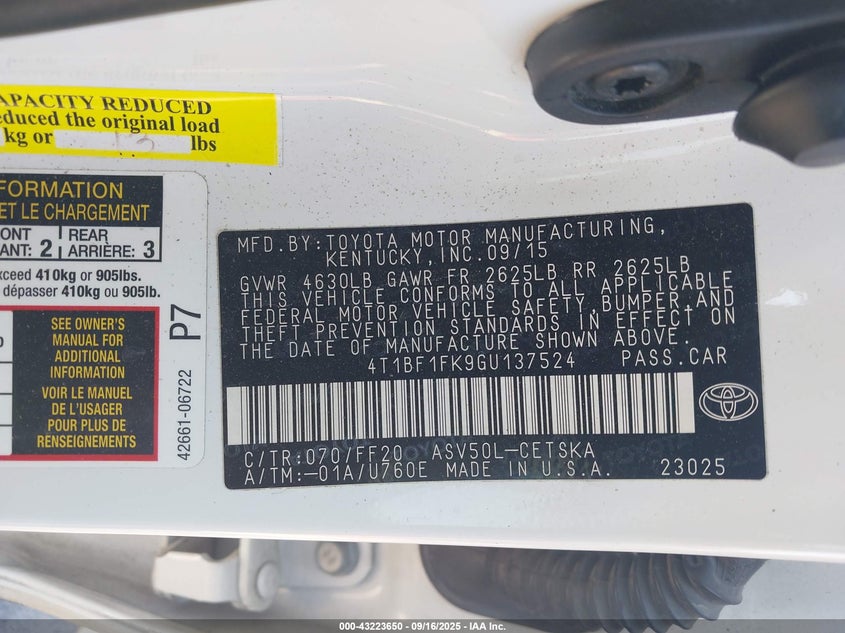 APACITY REDUCED
educed the original load
kg or 13 lbs
FORMATION
ET LE CHARGEMENT
ONT
ANT: 2
REAR
ARRIÈRE: 3
xceed 410kg or 905lbs.
dépasser 410kg ou 905lb.
SEE OWNER'S
MANUAL FOR
ADDITIONAL
INFORMATION
VOIR LE MANUEL
DE L'USAGER
POUR PLUS DE
RENSEIGNEMENTS
P7
42661-06722
MFD.BY:TOYOTA MOTOR MANUFACTURING,
KENTUCKY,INC.09/15
GVWR 4630LB GAWR FR 2625LB RR 2625LB
THIS VEHICLE CONFORMS TO ALL APPLICABLE
FEDERAL MOTOR VEHICLE SAFETY,BUMPER,AND
THEFT PREVENTION STANDARDS IN EFFECT ON
THE DATE OF MANUFACTURE SHOWN ABOVE.
4T1BF1FK9GU137524 PASS.CAR
C/TR:070/FF20 ASV50L-CETSKA
A/TM:-01A/U760E MADE IN U.S.A. 23025
000-43223650 - 09/16/2025 - IAA Inc.